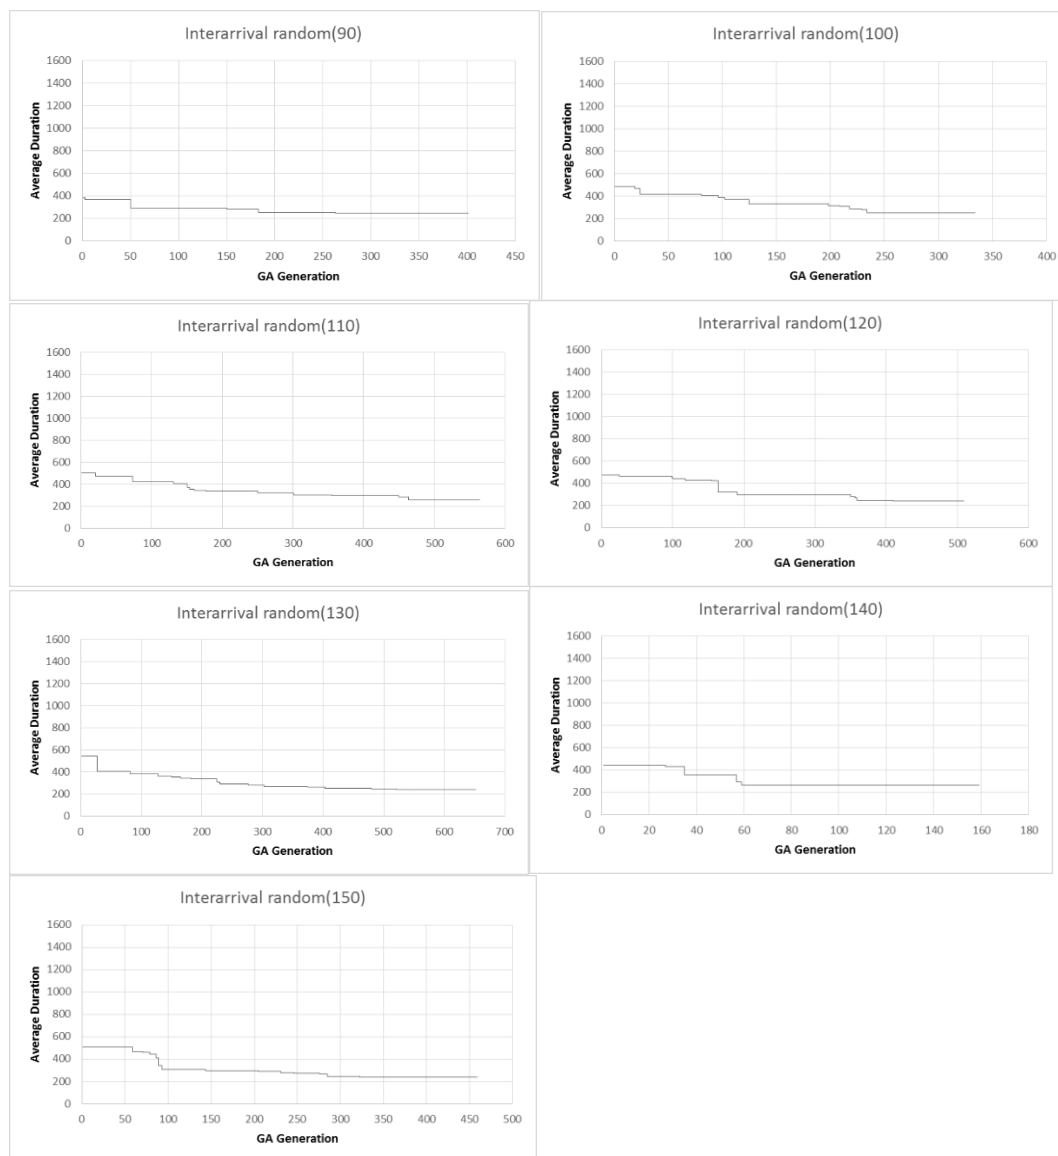 Interarrival random(90)
1600
1400
1200
1000
800
600
400
200
0
Average Duration
0 50 100 150 200 250 300 350 400 450
GA Generation
Interarrival random(100)
1600
1400
1200
1000
800
600
400
200
0
Average Duration
0 50 100 150 200 250 300 350 400
GA Generation
Interarrival random(110)
1600
1400
1200
1000
800
600
400
200
0
Average Duration
0 100 200 300 400 500 600
GA Generation
Interarrival random(120)
1600
1400
1200
1000
800
600
400
200
0
Average Duration
0 100 200 300 400 500 600
GA Generation
Interarrival random(130)
1600
1400
1200
1000
800
600
400
200
0
Average Duration
0 100 200 300 400 500 600 700
GA Generation
Interarrival random(140)
1600
1400
1200
1000
800
600
400
200
0
Average Duration
0 20 40 60 80 100 120 140 160 180
GA Generation
Interarrival random(150)
1600
1400
1200
1000
800
600
400
200
0
Average Duration
0 50 100 150 200 250 300 350 400 450 500
GA Generation